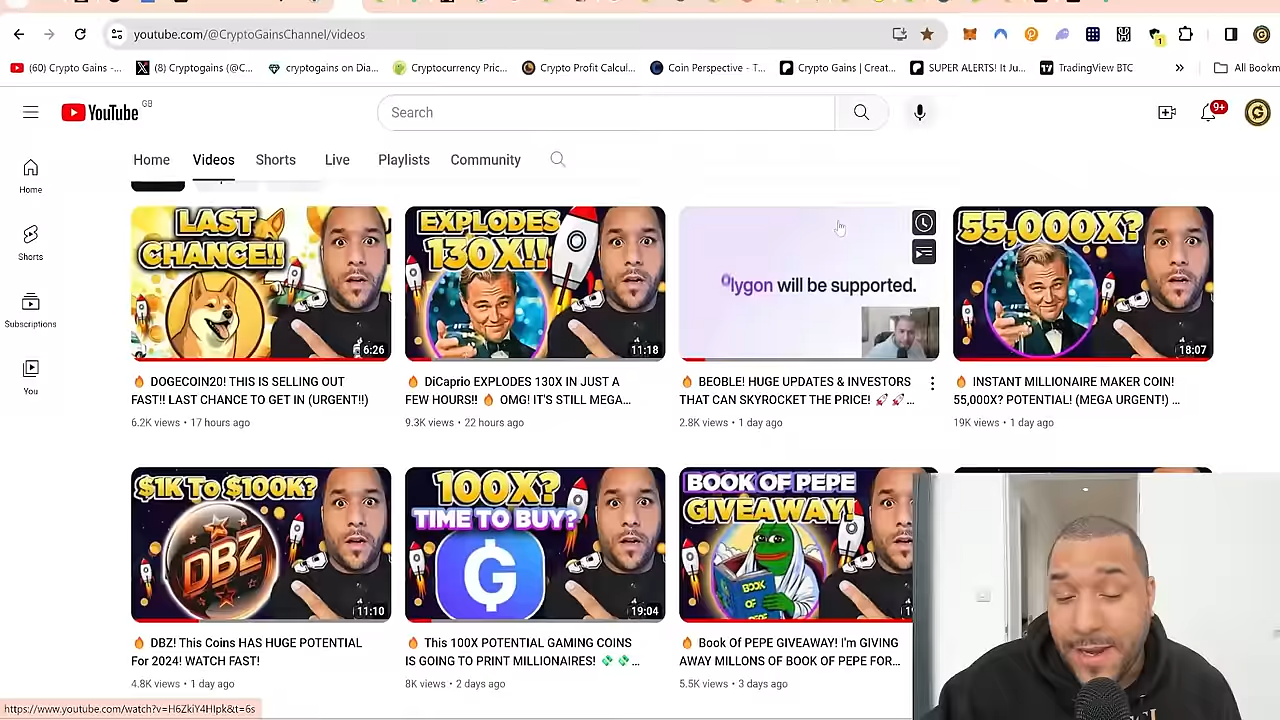 youtube.com/@CryptoGainsChannel/videos
1
(60) Crypto Gains -...
(8) Cryptogains (@C...
cryptogains on Dia...
Cryptocurrency Pric...
Crypto Profit Calcul...
Coin Perspective - T...
Crypto Gains | Creat...
SUPER ALERTS! It Ju...
TradingView BTC
»
All Bookm
YouTube GB
Search
9+
Home
Videos
Shorts
Live
Playlists
Community
Home
Shorts
Subscriptions
You
LAST
CHANCE!!
6:26
EXPLODES
130X!!
11:18
lygon will be supported.
55,000X?
18:07
🔥 DOGECOIN20! THIS IS SELLING OUT
FAST!! LAST CHANCE TO GET IN (URGENT!!)
6.2K views • 17 hours ago
🔥 DiCaprio EXPLODES 130X IN JUST A
FEW HOURS!! 🔥 OMG! IT'S STILL MEGA...
9.3K views • 22 hours ago
🔥 BEOBLE! HUGE UPDATES & INVESTORS
THAT CAN SKYROCKET THE PRICE! 🚀🚀...
2.8K views • 1 day ago
🔥 INSTANT MILLIONAIRE MAKER COIN!
55,000X? POTENTIAL! (MEGA URGENT!) ...
19K views • 1 day ago
$1K To $100K?
DBZ
11:10
100X?
TIME TO BUY?
G
19:04
BOOK OF PEPE
GIVEAWAY!
BOOK
OF
PEPE
🔥 DBZ! This Coins HAS HUGE POTENTIAL
For 2024! WATCH FAST!
4.8K views • 1 day ago
🔥 This 100X POTENTIAL GAMING COINS
IS GOING TO PRINT MILLIONAIRES! 💸💸...
8K views • 2 days ago
🔥 Book Of PEPE GIVEAWAY! I'm GIVING
AWAY MILLONS OF BOOK OF PEPE FOR...
5.5K views • 3 days ago
https://www.youtube.com/watch?v=H6ZkiY4HIpk&t=6s